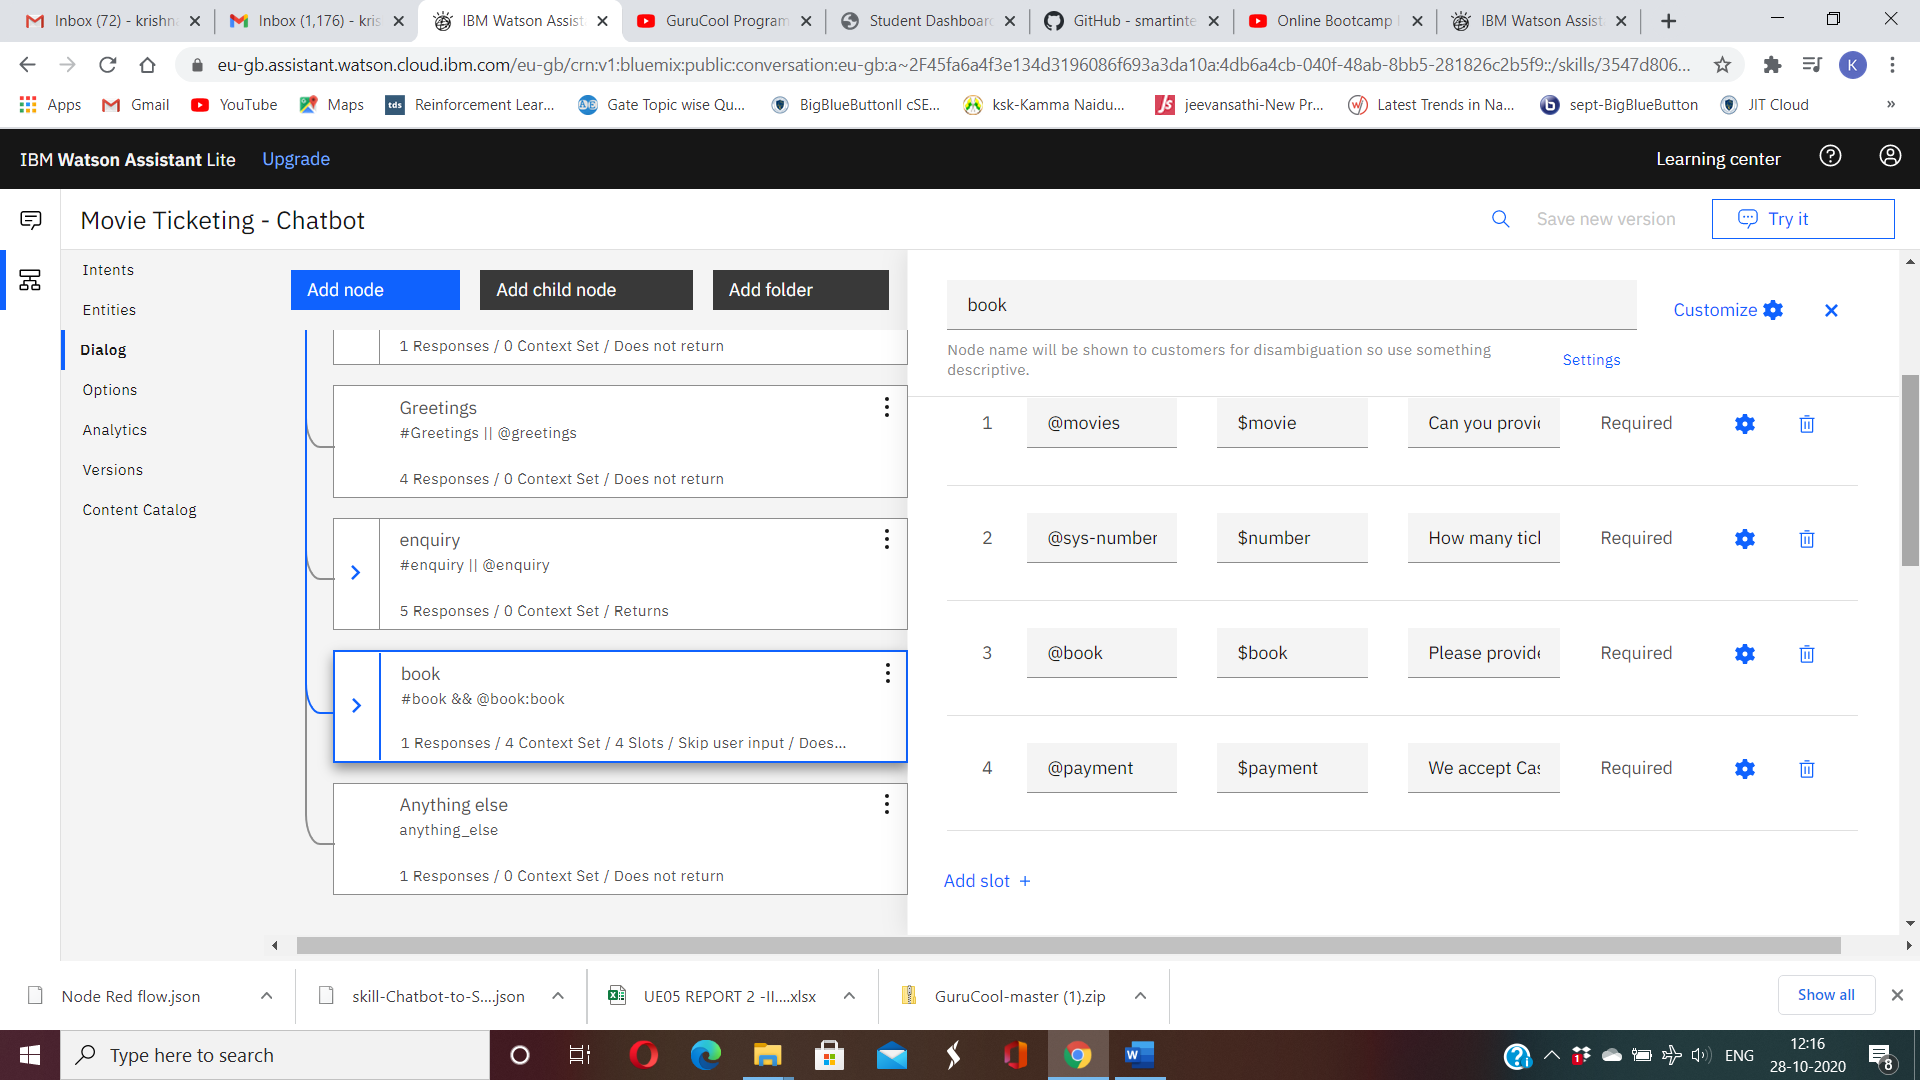 Inbox (72) - krishna
Inbox (1,176) - kris
IBM Watson Assist
GuruCool Program
Student Dashboard
GitHub - smartinte
Online Bootcamp
IBM Watson Assist
eu-gb.assistant.watson.cloud.ibm.com/eu-gb/crn:v1:bluemix:public:conversation:eu-gb:a~2F45fa6a4f3e134d3196086f693a3da10a:4db6a4cb-040f-48ab-8bb5-281826c2b5f9::/skills/3547d806...
K
Apps
Gmail
YouTube
Maps
tds
Reinforcement Lear...
Gate Topic wise Qu...
BigBlueButtonII cSE...
ksk-Kamma Naidu...
JS
jeevansathi-New Pr...
Latest Trends in Na...
b
sept-BigBlueButton
JIT Cloud
»
IBM Watson Assistant Lite
Upgrade
Learning center
Movie Ticketing - Chatbot
Save new version
Try it
Intents
Entities
Dialog
Options
Analytics
Versions
Content Catalog
Add node
Add child node
Add folder
1 Responses / 0 Context Set / Does not return
Greetings
#Greetings || @greetings
4 Responses / 0 Context Set / Does not return
enquiry
#enquiry || @enquiry
5 Responses / 0 Context Set / Returns
book
#book && @book:book
1 Responses / 4 Context Set / 4 Slots / Skip user input / Does...
Anything else
anything_else
1 Responses / 0 Context Set / Does not return
book
Customize
Node name will be shown to customers for disambiguation so use something
descriptive.
Settings
1 @movies $movie Can you provi Required
2 @sys-number $number How many tic Required
3 @book $book Please provide Required
4 @payment $payment We accept Cas Required
Add slot +
Node Red flow.json
skill-Chatbot-to-S....json
UE05 REPORT 2 -II....xlsx
GuruCool-master (1).zip
Show all
Type here to search
ENG
12:16
28-10-2020
8